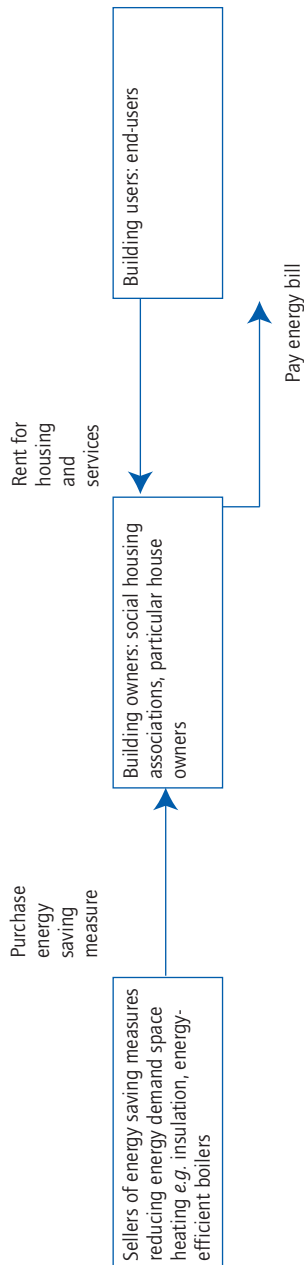 Sellers of energy saving measures
reducing energy demand space
heating e.g. insulation, energy-
efficient boilers
Purchase
energy
saving
measure
Building owners: social housing
associations, particular house
owners
Rent for
housing
and
services
Building users: end-users
Pay energy bill